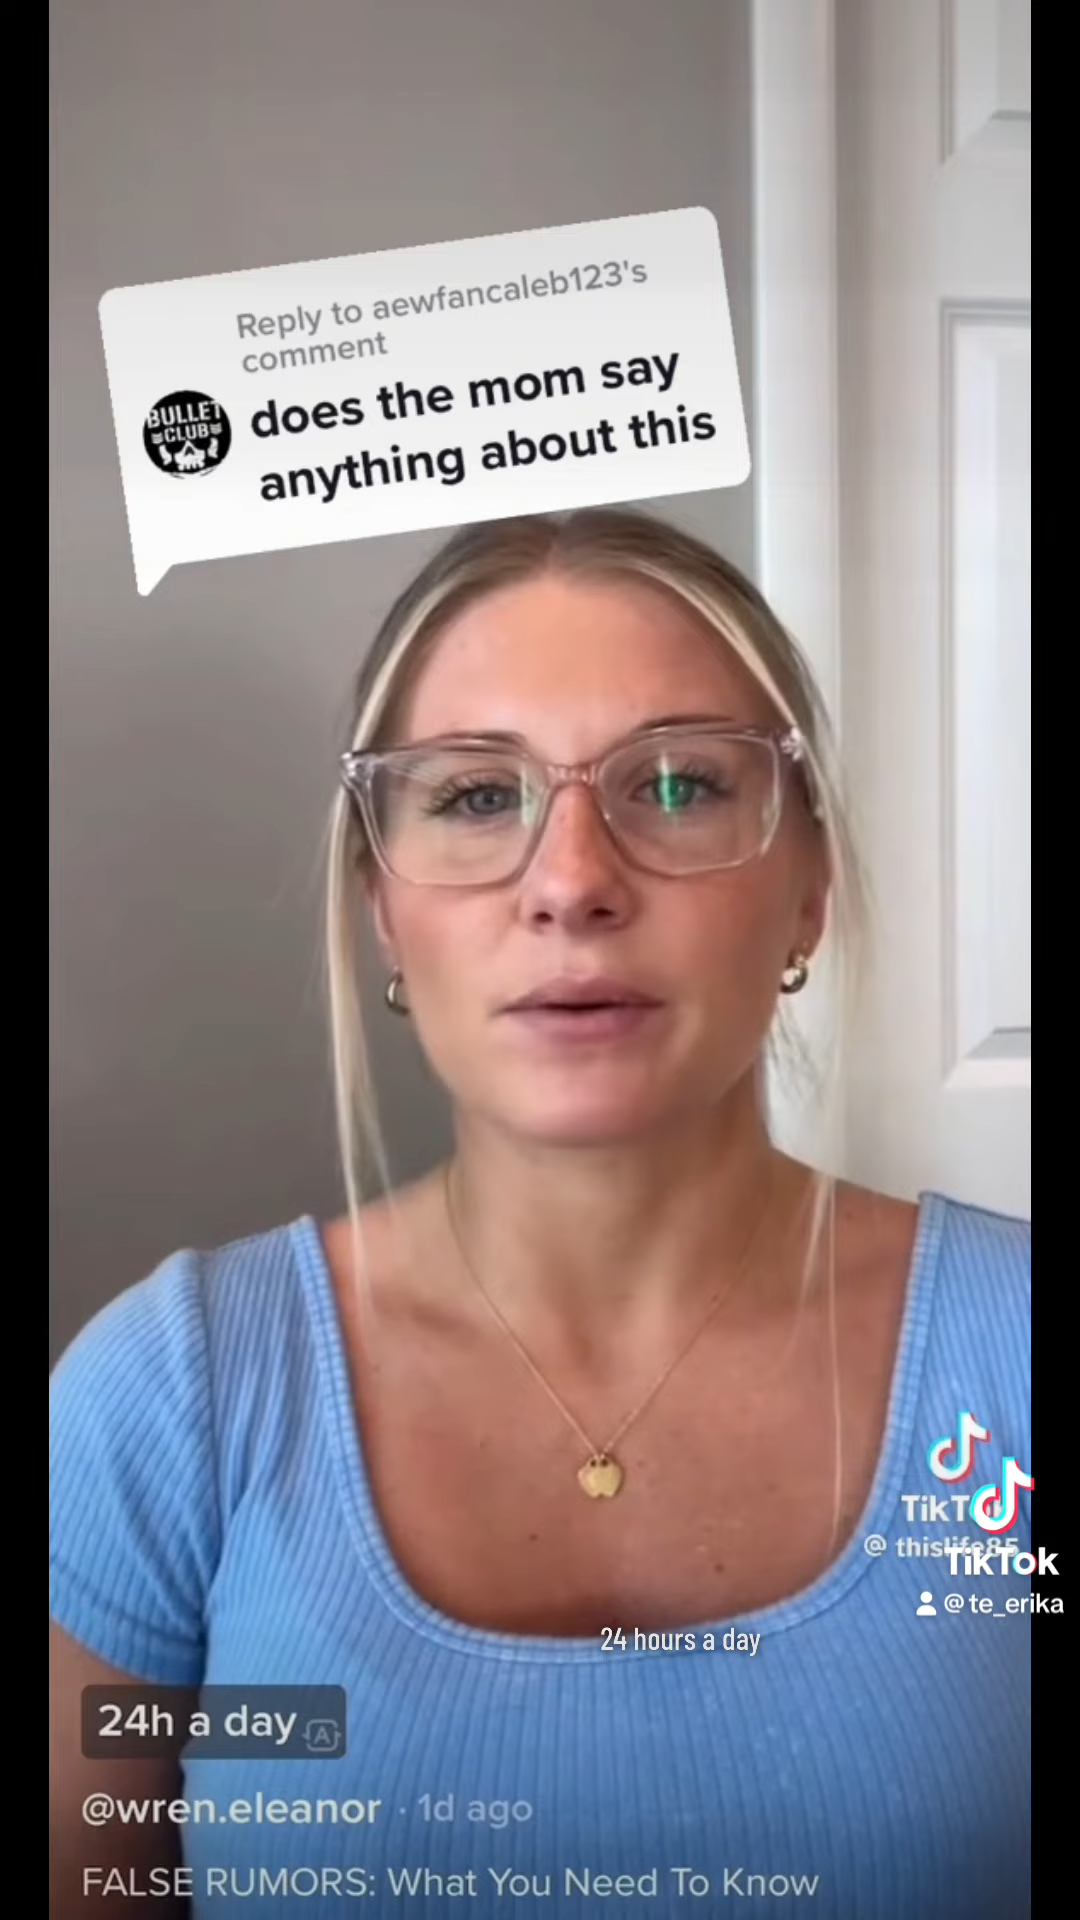 Reply to aewfancaleb123's
comment
BULLET
CLUB
does the mom say
anything about this
TikTok
@ thislife85
TikTok
@te_erika
24 hours a day
24h a day
A
@wren.eleanor · 1d ago
FALSE RUMORS: What You Need To Know